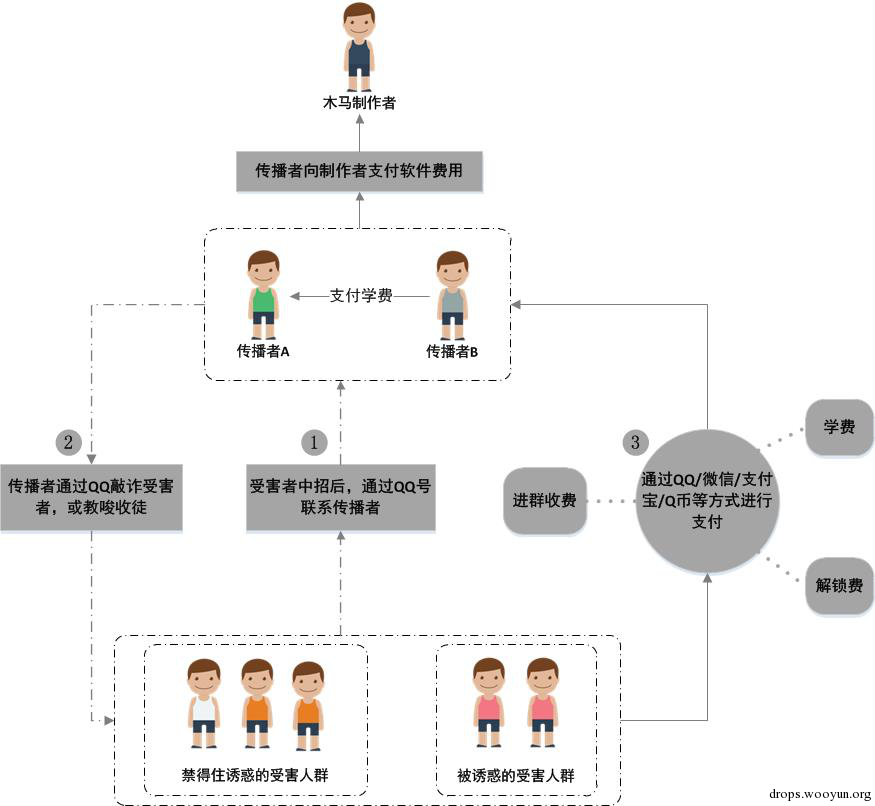 木马制作者
传播者向制作者支付软件费用
支付学费
传播者A
传播者B
2
1
3
学费
传播者通过QQ敲诈受害
者，或教唆收徒
受害者中招后，通过QQ号
联系传播者
进群收费
通过QQ/微信/支付
宝/Q币等方式进行
支付
解锁费
禁得住诱惑的受害人群
被诱惑的受害人群
drops.wooyun.org